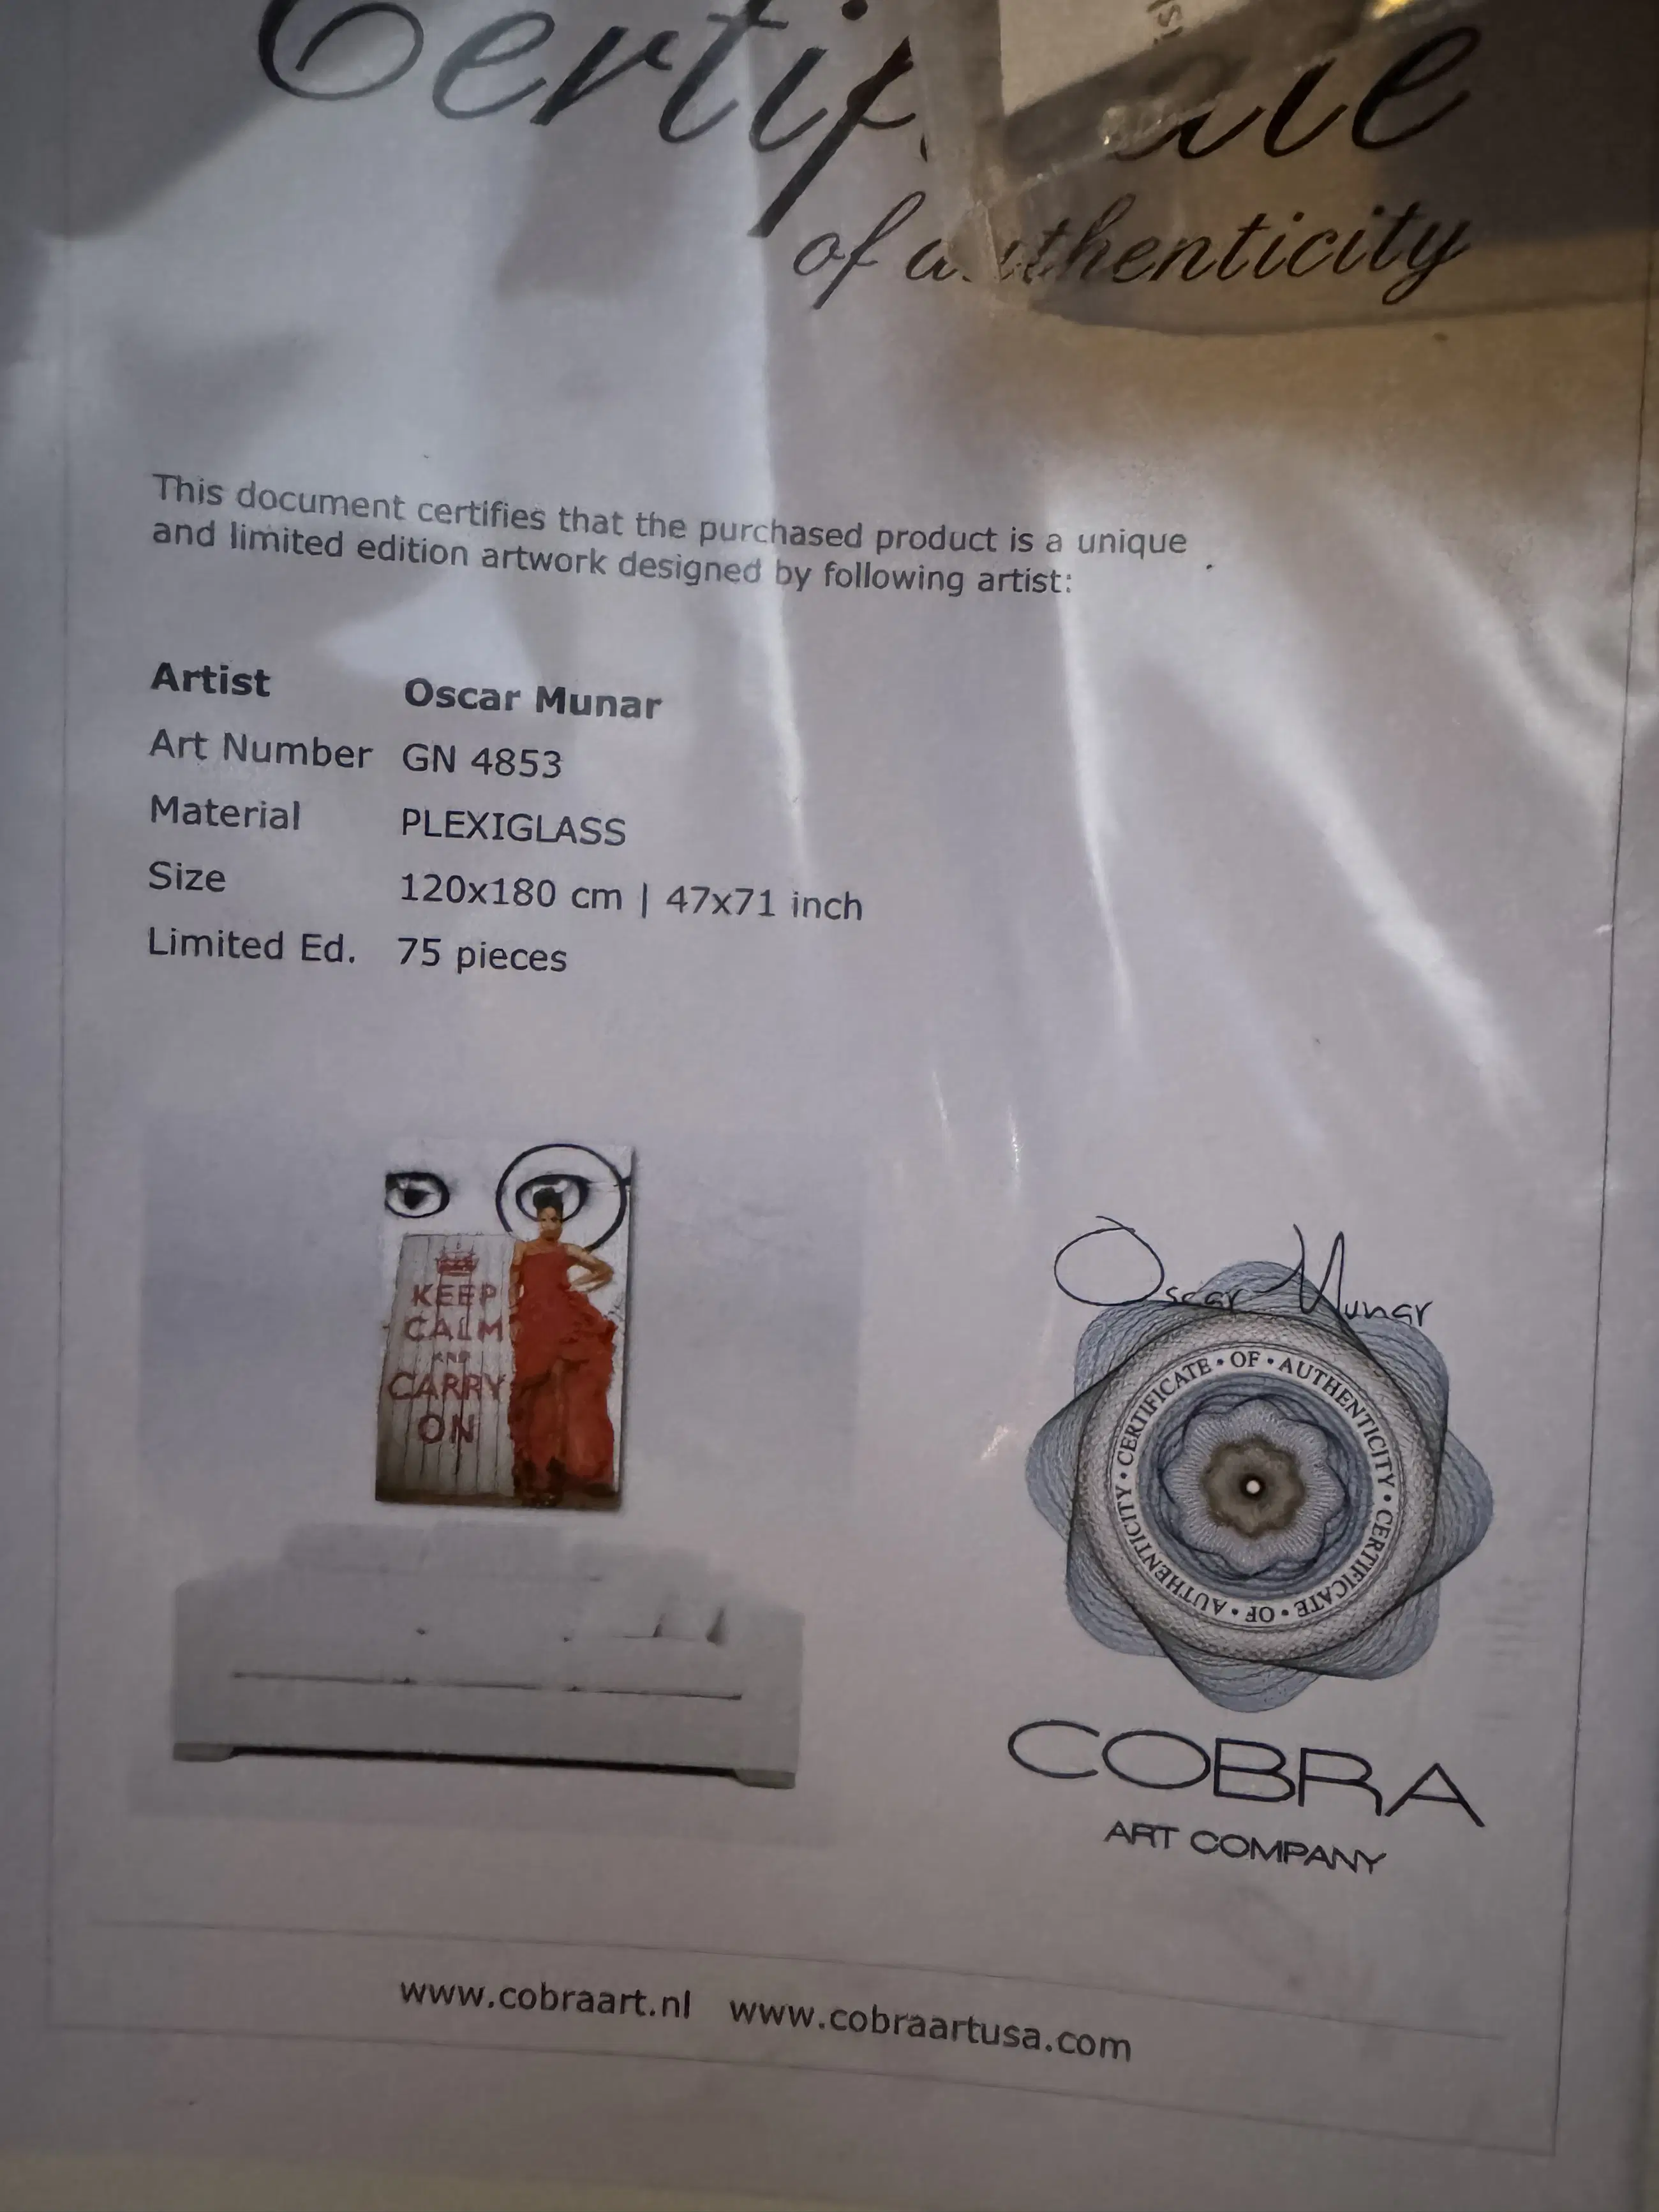 of authenticity
This document certifies that the purchased product is a unique
and limited edition artwork designed by following artist:
Artist Oscar Munar
Art Number GN 4853
Material PLEXIGLASS
Size 120x180 cm | 47x71 inch
Limited Ed. 75 pieces
KEEP
CALM
AND
CARRY
ON
Oscar Munar
CERTIFICATE • OF • AUTHENTICITY • CERTIFICATE • OF • AUTHENTICITY •
COBRA
ART COMPANY
www.cobraart.nl www.cobraartusa.com